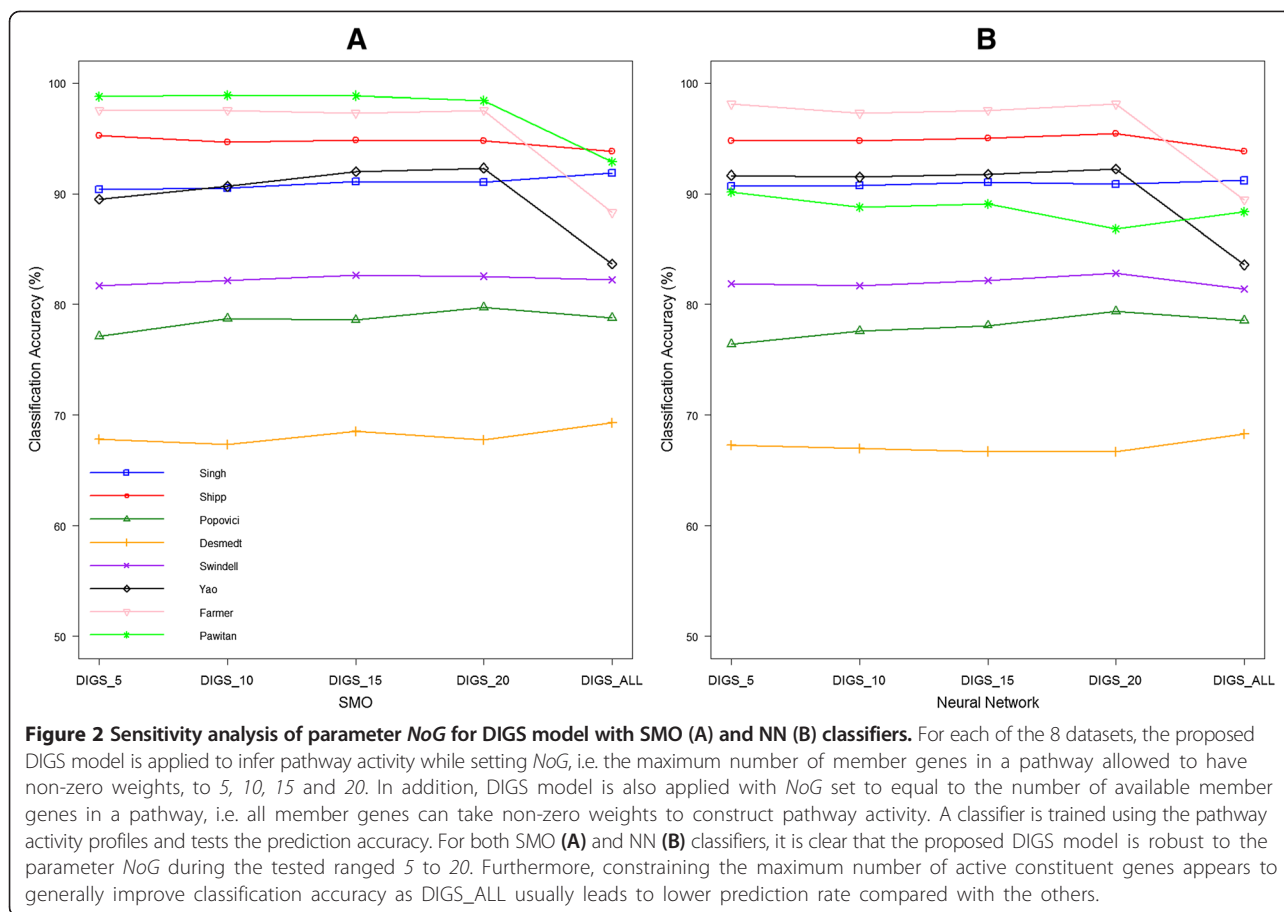 A
B
Classification Accuracy (%)
100
90
80
70
60
50
Singh
Shipp
Popovici
Desmedt
Swindell
Yao
Farmer
Pawitan
DIGS_5
DIGS_10
DIGS_15
DIGS_20
DIGS_ALL
SMO
Classification Accuracy (%)
100
90
80
70
60
50
DIGS_5
DIGS_10
DIGS_15
DIGS_20
DIGS_ALL
Neural Network
Figure 2 Sensitivity analysis of parameter NoG for DIGS model with SMO (A) and NN (B) classifiers. For each of the 8 datasets, the proposed
DIGS model is applied to infer pathway activity while setting NoG, i.e. the maximum number of member genes in a pathway allowed to have
non-zero weights, to 5, 10, 15 and 20. In addition, DIGS model is also applied with NoG set to equal to the number of available member
genes in a pathway, i.e. all member genes can take non-zero weights to construct pathway activity. A classifier is trained using the pathway
activity profiles and tests the prediction accuracy. For both SMO (A) and NN (B) classifiers, it is clear that the proposed DIGS model is robust to the
parameter NoG during the tested ranged 5 to 20. Furthermore, constraining the maximum number of active constituent genes appears to
generally improve classification accuracy as DIGS_ALL usually leads to lower prediction rate compared with the others.